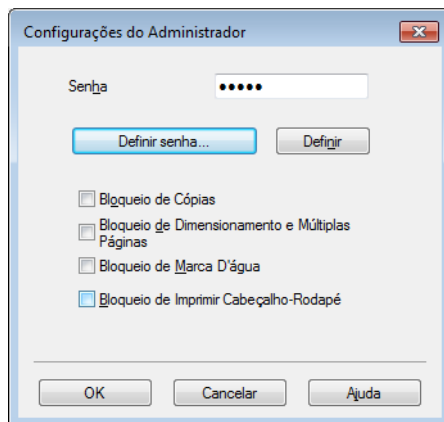 Configurações do Administrador
Senha
•••••
Definir senha...
Definir
Bloqueio de Cópias
Bloqueio de Dimensionamento e Múltiplas
Páginas
Bloqueio de Marca D'água
Bloqueio de Imprimir Cabeçalho-Rodapé
OK
Cancelar
Ajuda